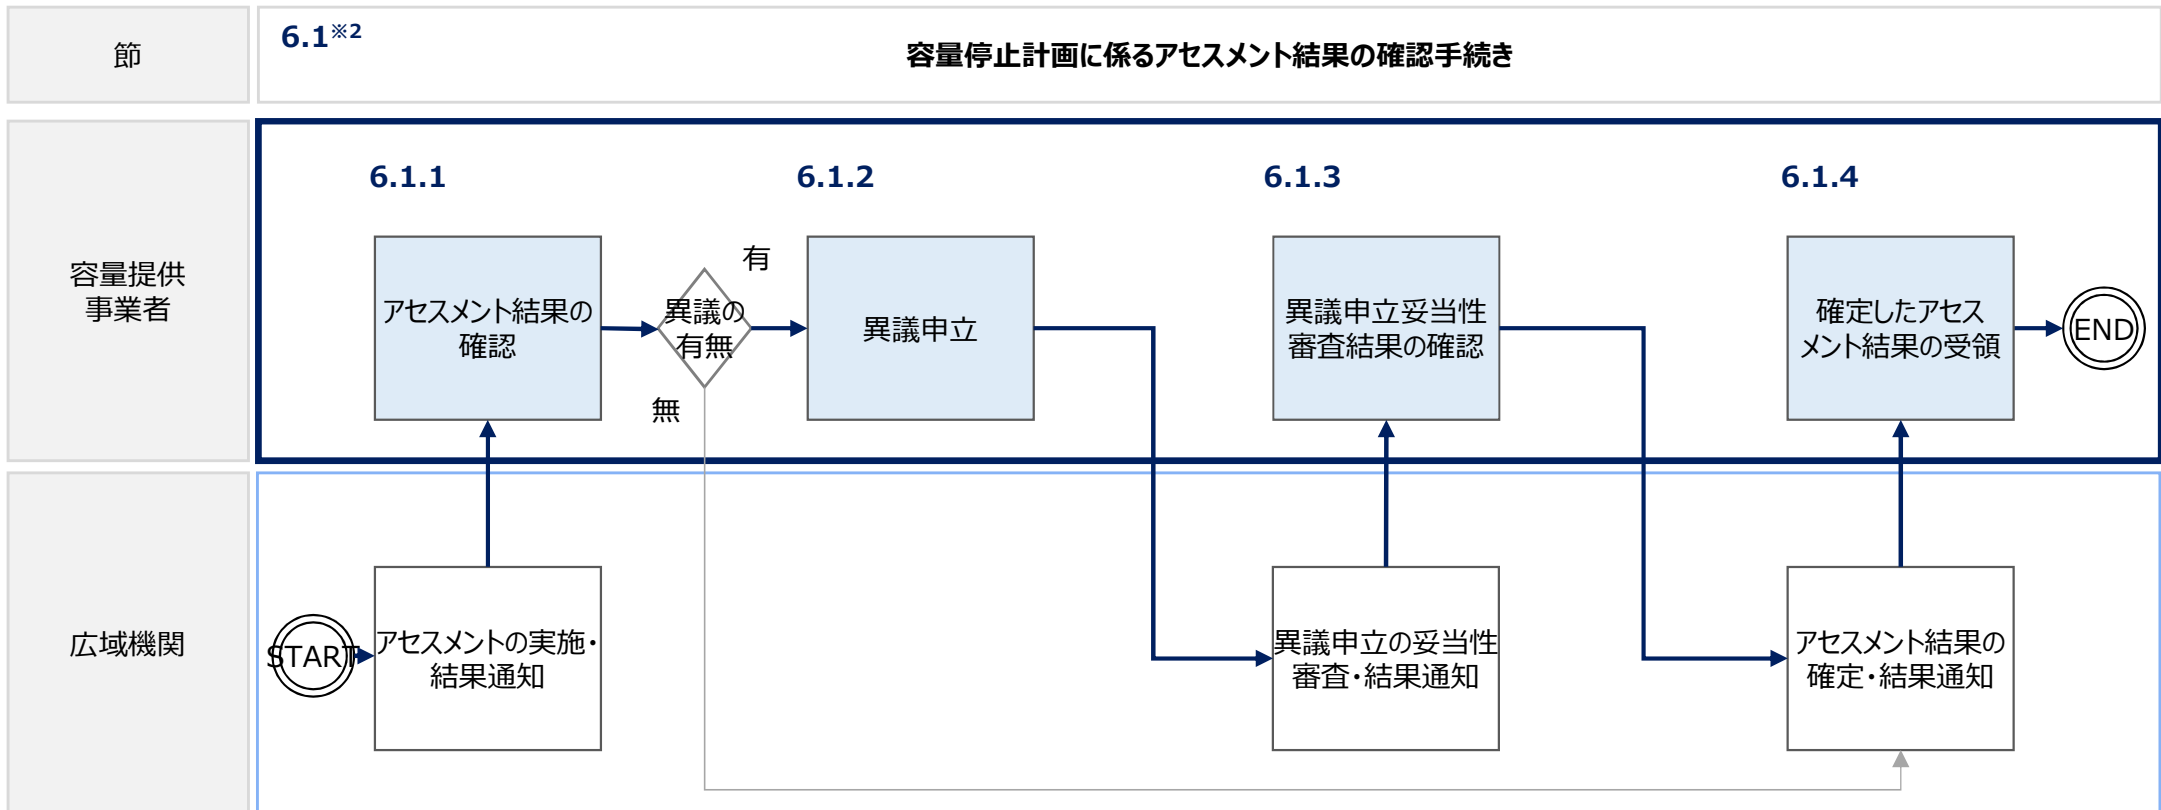 節
6.1※2
容量停止計画に係るアセスメント結果の確認手続き
容量提供
事業者
6.1.1
6.1.2
6.1.3
6.1.4
アセスメント結果の
確認
異議の
有無
有
無
異議申立
異議申立妥当性
審査結果の確認
確定したアセス
メント結果の受領
END
広域機関
START
アセスメントの実施・
結果通知
異議申立の妥当性
審査・結果通知
アセスメント結果の
確定・結果通知